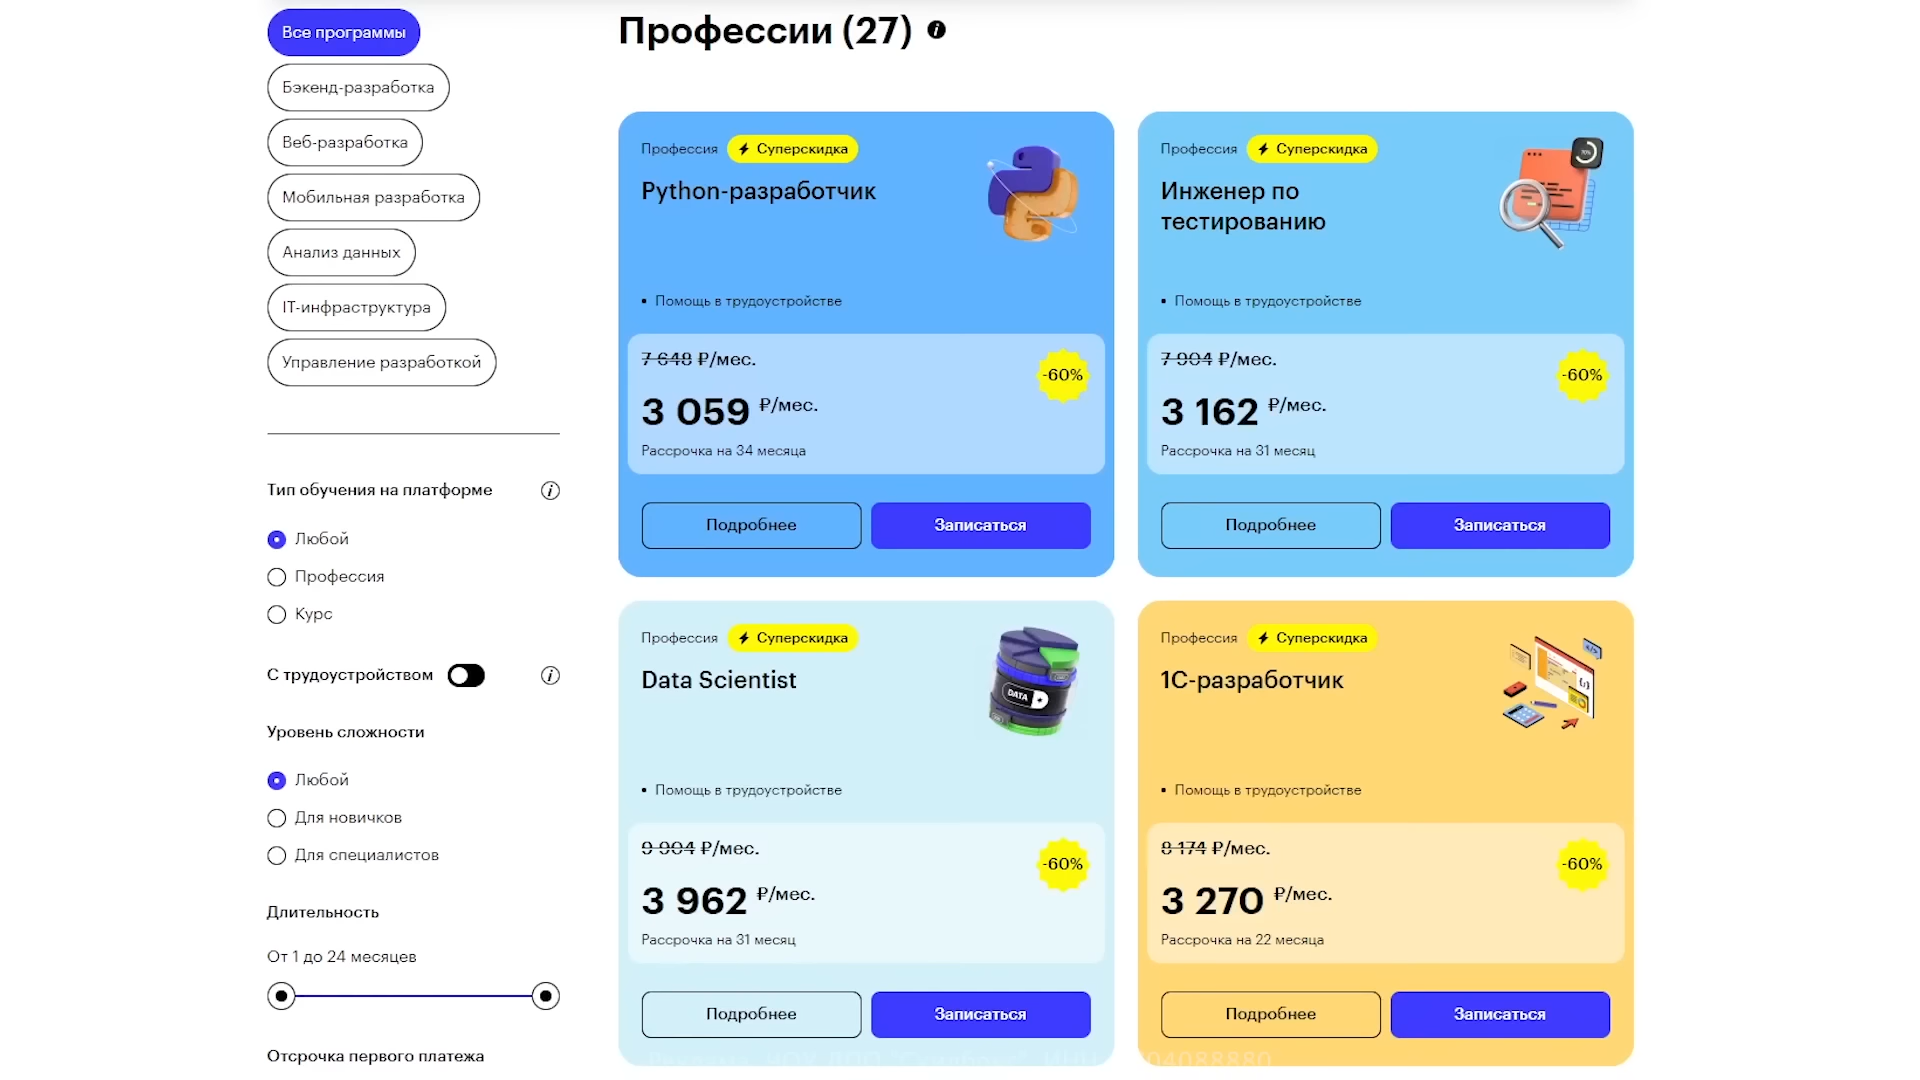 Все программы
Бэкенд-разработка
Веб-разработка
Мобильная разработка
Анализ данных
IT-инфраструктура
Управление разработкой
Тип обучения на платформе
Любой
Профессия
Курс
С трудоустройством
Уровень сложности
Любой
Для новичков
Для специалистов
Длительность
От 1 до 24 месяцев
Отсрочка первого платежа
Профессии (27)
Профессия Суперскидка
Python-разработчик
Помощь в трудоустройстве
7 648 ₽/мес.
-60%
3 059 ₽/мес.
Рассрочка на 34 месяца
Подробнее Записаться
Профессия Суперскидка
Инженер по
тестированию
Помощь в трудоустройстве
7 904 ₽/мес.
-60%
3 162 ₽/мес.
Рассрочка на 31 месяц
Подробнее Записаться
Профессия Суперскидка
Data Scientist
DATA
Помощь в трудоустройстве
9 904 ₽/мес.
-60%
3 962 ₽/мес.
Рассрочка на 31 месяц
Подробнее Записаться
Профессия Суперскидка
1С-разработчик
Помощь в трудоустройстве
8 174 ₽/мес.
-60%
3 270 ₽/мес.
Рассрочка на 22 месяца
Подробнее Записаться